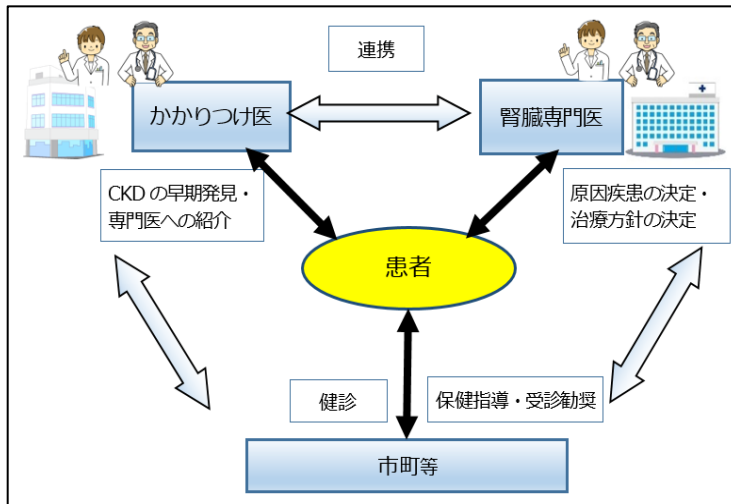 連携
かかりつけ医
腎臓専門医
CKDの早期発見・
専門医への紹介
原因疾患の決定・
治療方針の決定
患者
健診
保健指導・受診勧奨
市町等